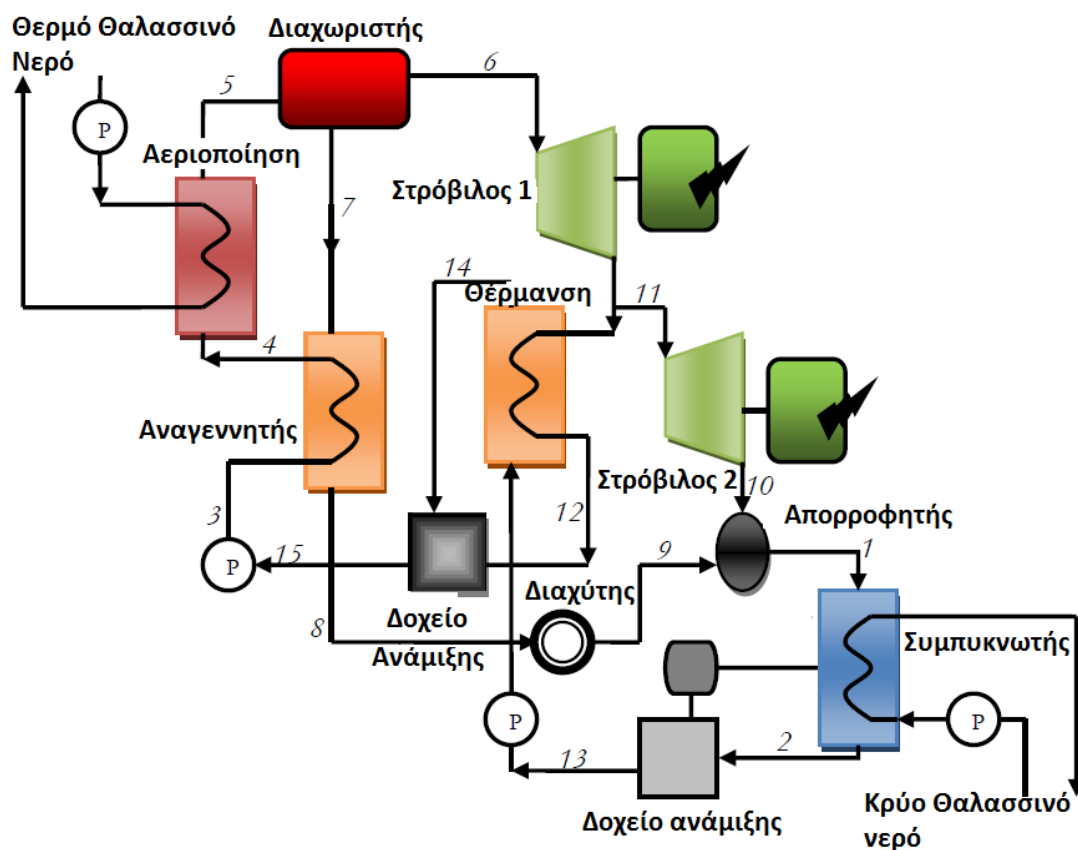 Θερμό Θαλασσινό
Νερό
Διαχωριστής
6
5
P
Αεριοποίηση
Στρόβιλος 1
7
14
Θέρμανση
11
4
Αναγεννητής
Στρόβιλος 2
10
3
12
Απορροφητής
P
15
9
1
Διαχύτης
Δοχείο
Ανάμιξης
8
Συμπυκνωτής
P
P
13
2
Δοχείο ανάμιξης
Κρύο Θαλασσινό
νερό